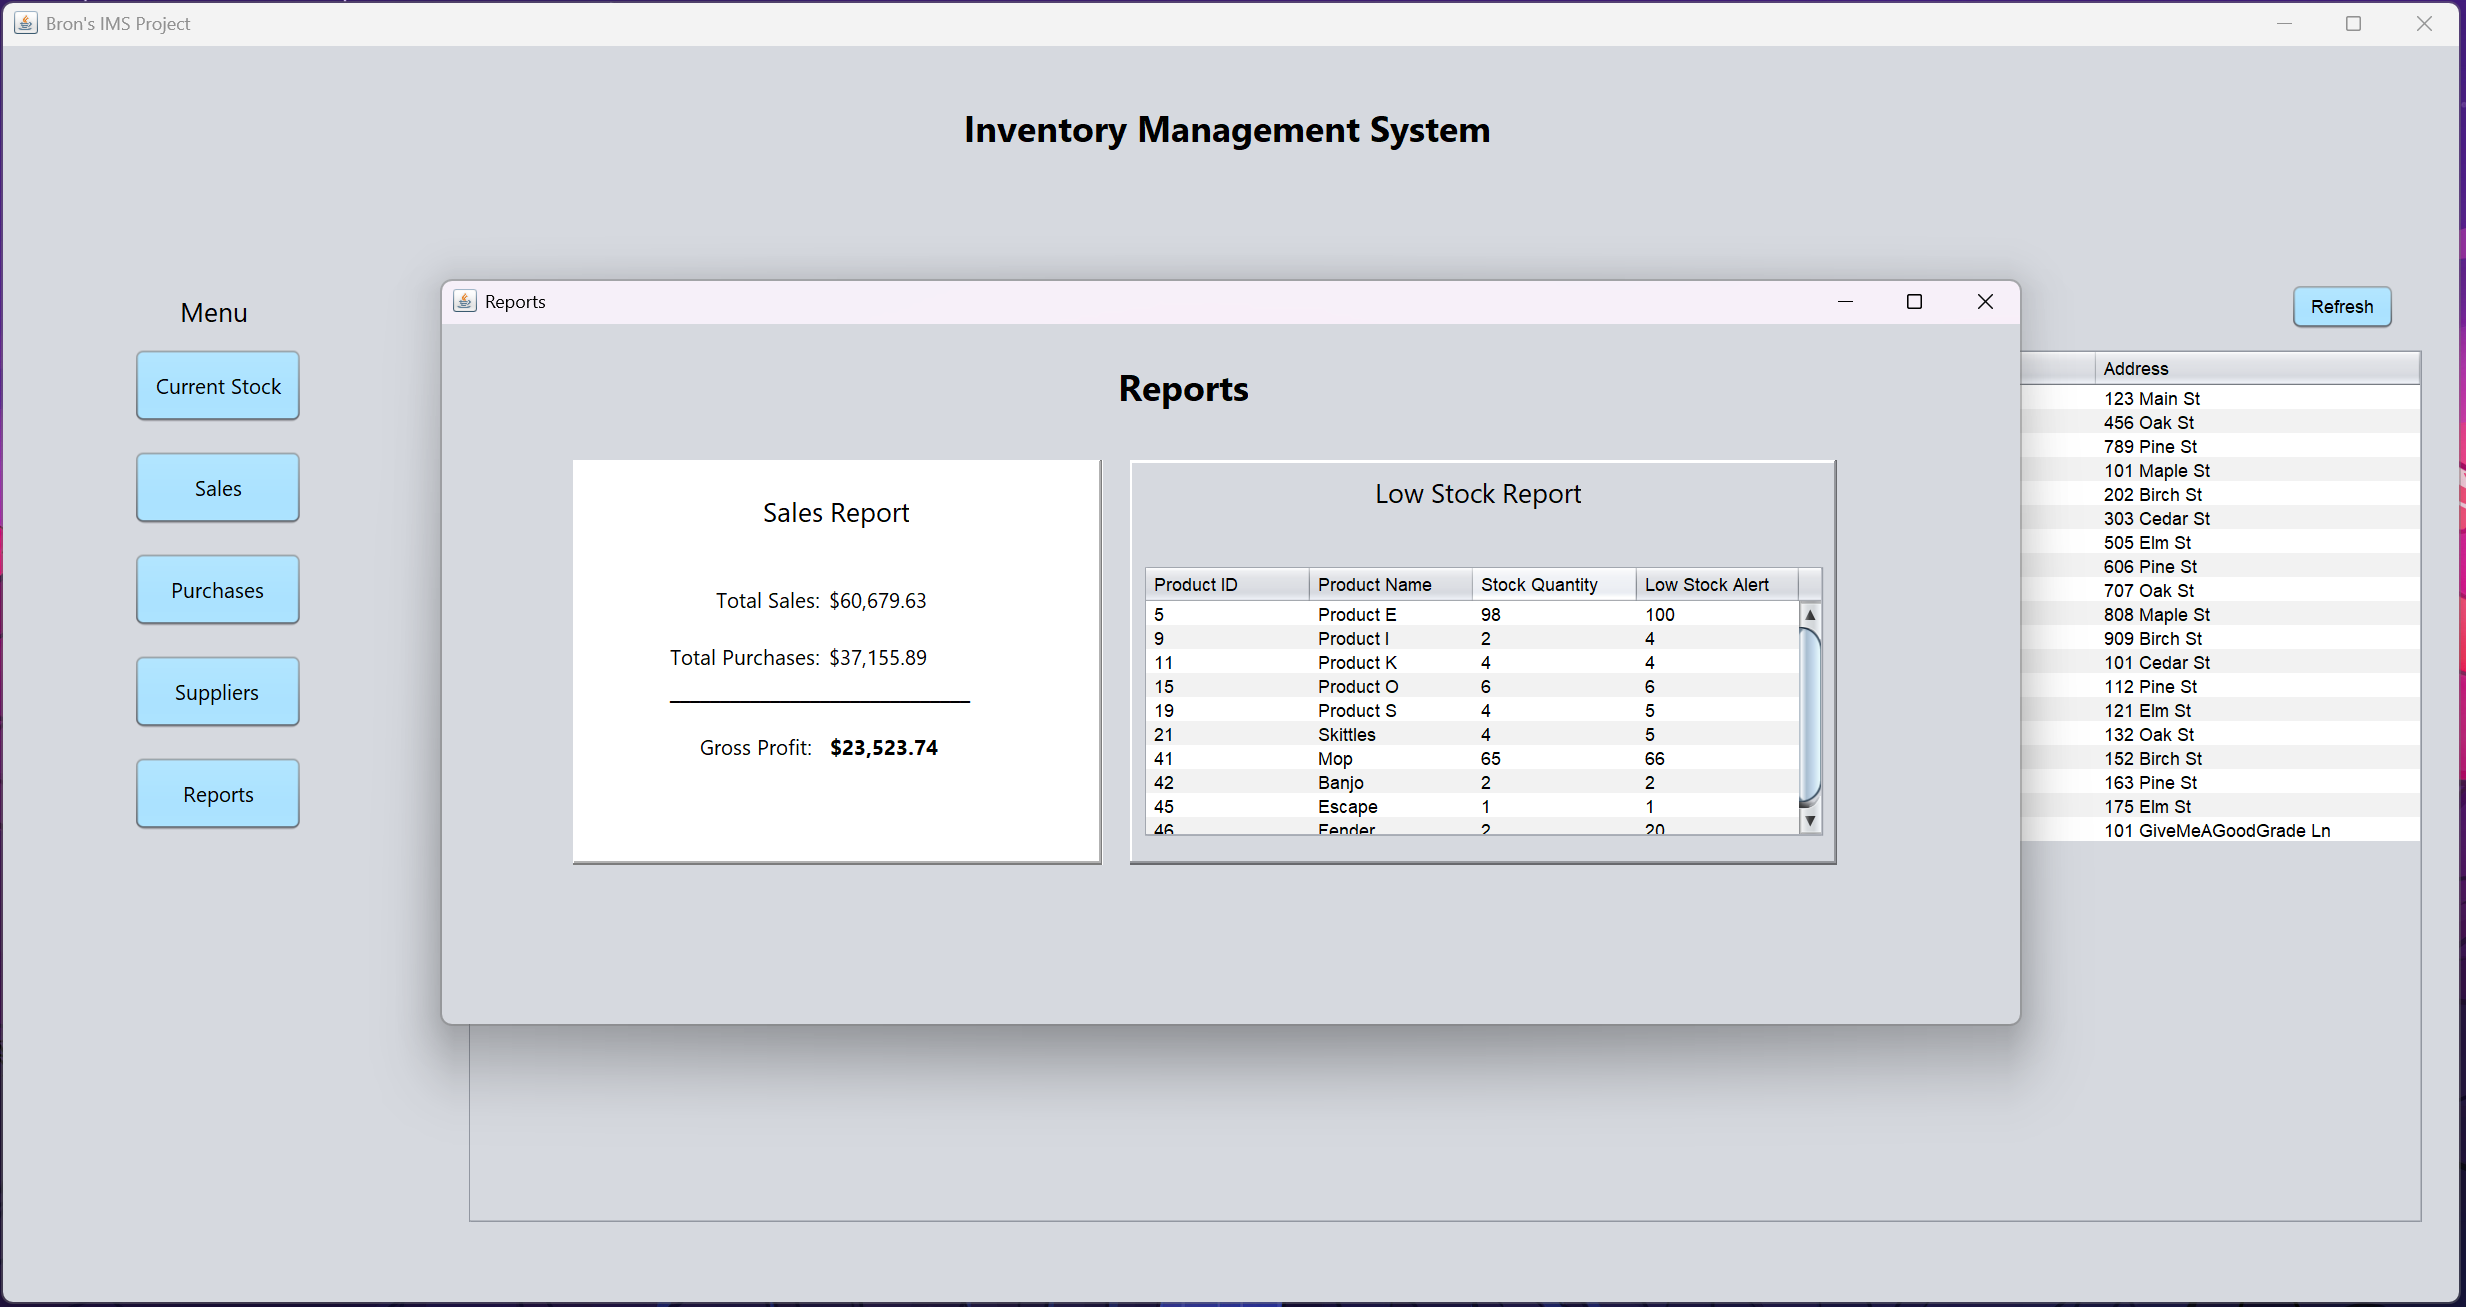 Bron's IMS Project
Inventory Management System
Menu
Current Stock
Sales
Purchases
Suppliers
Reports
Refresh
Reports
Reports
Sales Report
Total Sales: $60,679.63
Total Purchases: $37,155.89
Gross Profit: $23,523.74
Low Stock Report
Product ID Product Name Stock Quantity Low Stock Alert
5 Product E 98 100
9 Product I 2 4
11 Product K 4 4
15 Product O 6 6
19 Product S 4 5
21 Skittles 4 5
41 Mop 65 66
42 Banjo 2 2
45 Escape 1 1
46 Fender 2 20
Address
123 Main St
456 Oak St
789 Pine St
101 Maple St
202 Birch St
303 Cedar St
505 Elm St
606 Pine St
707 Oak St
808 Maple St
909 Birch St
101 Cedar St
112 Pine St
121 Elm St
132 Oak St
152 Birch St
163 Pine St
175 Elm St
101 GiveMeAGoodGrade Ln